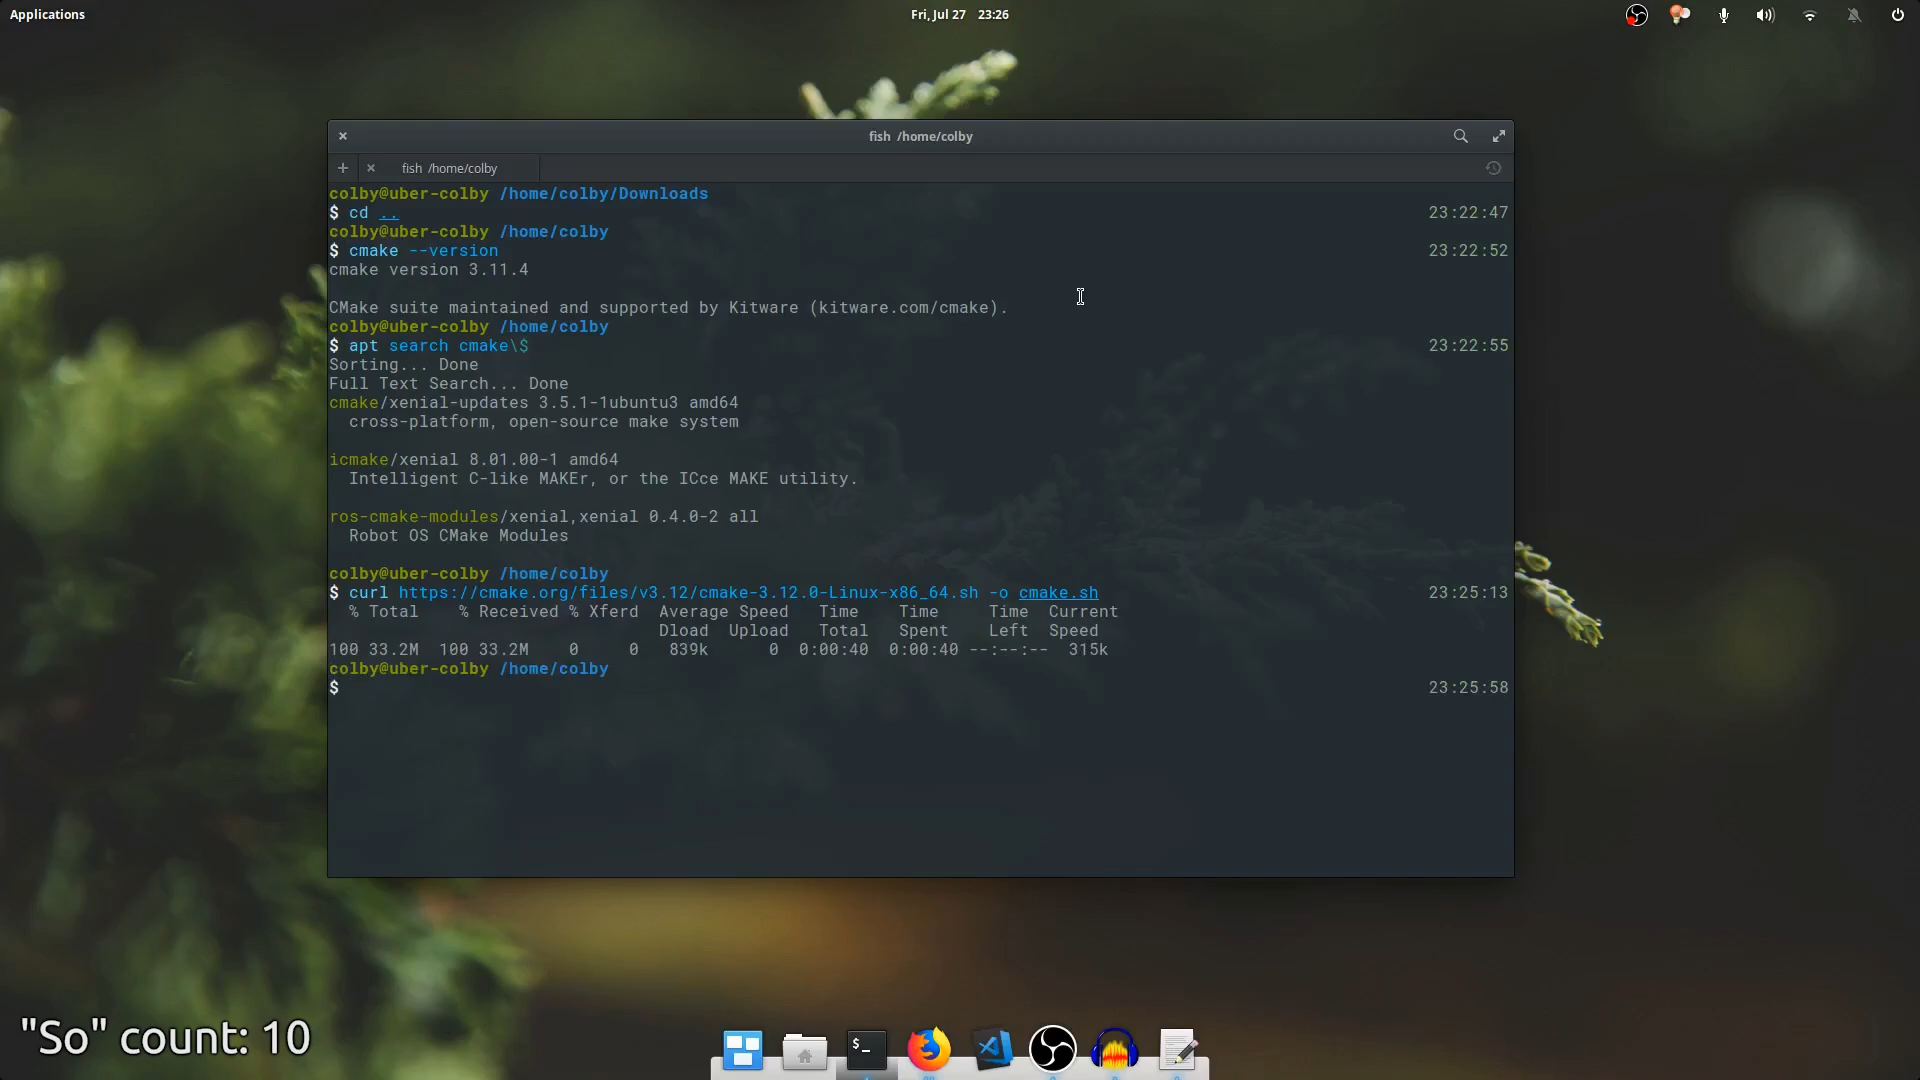 Applications
Fri, Jul 27 23:26
fish /home/colby
fish /home/colby
colby@uber-colby /home/colby/Downloads
$ cd .. 23:22:47
colby@uber-colby /home/colby
$ cmake --version 23:22:52
cmake version 3.11.4
CMake suite maintained and supported by Kitware (kitware.com/cmake).
colby@uber-colby /home/colby
$ apt search cmake\$ 23:22:55
Sorting... Done
Full Text Search... Done
cmake/xenial-updates 3.5.1-1ubuntu3 amd64
cross-platform, open-source make system
icmake/xenial 8.01.00-1 amd64
Intelligent C-like MAKEr, or the ICce MAKE utility.
ros-cmake-modules/xenial,xenial 0.4.0-2 all
Robot OS CMake Modules
colby@uber-colby /home/colby
$ curl https://cmake.org/files/v3.12/cmake-3.12.0-Linux-x86_64.sh -o cmake.sh 23:25:13
% Total % Received % Xferd Average Speed Time Time Time Current
Dload Upload Total Spent Left Speed
100 33.2M 100 33.2M 0 0 839k 0 0:00:40 0:00:40 --:--:-- 315k
colby@uber-colby /home/colby
$ 23:25:58
"So" count: 10
$_